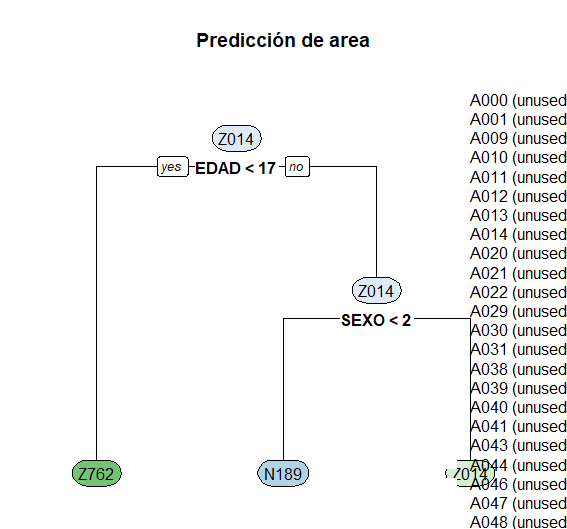 Predicción de area
Z014
yes EDAD < 17 no
Z014
SEXO < 2
Z762
N189
Z014
A000 (unused
A001 (unused
A009 (unused
A010 (unused
A011 (unused
A012 (unused
A013 (unused
A014 (unused
A020 (unused
A021 (unused
A022 (unused
A029 (unused
A030 (unused
A031 (unused
A038 (unused
A039 (unused
A040 (unused
A041 (unused
A043 (unused
A044 (unused
A046 (unused
A047 (unused
A048 (unused